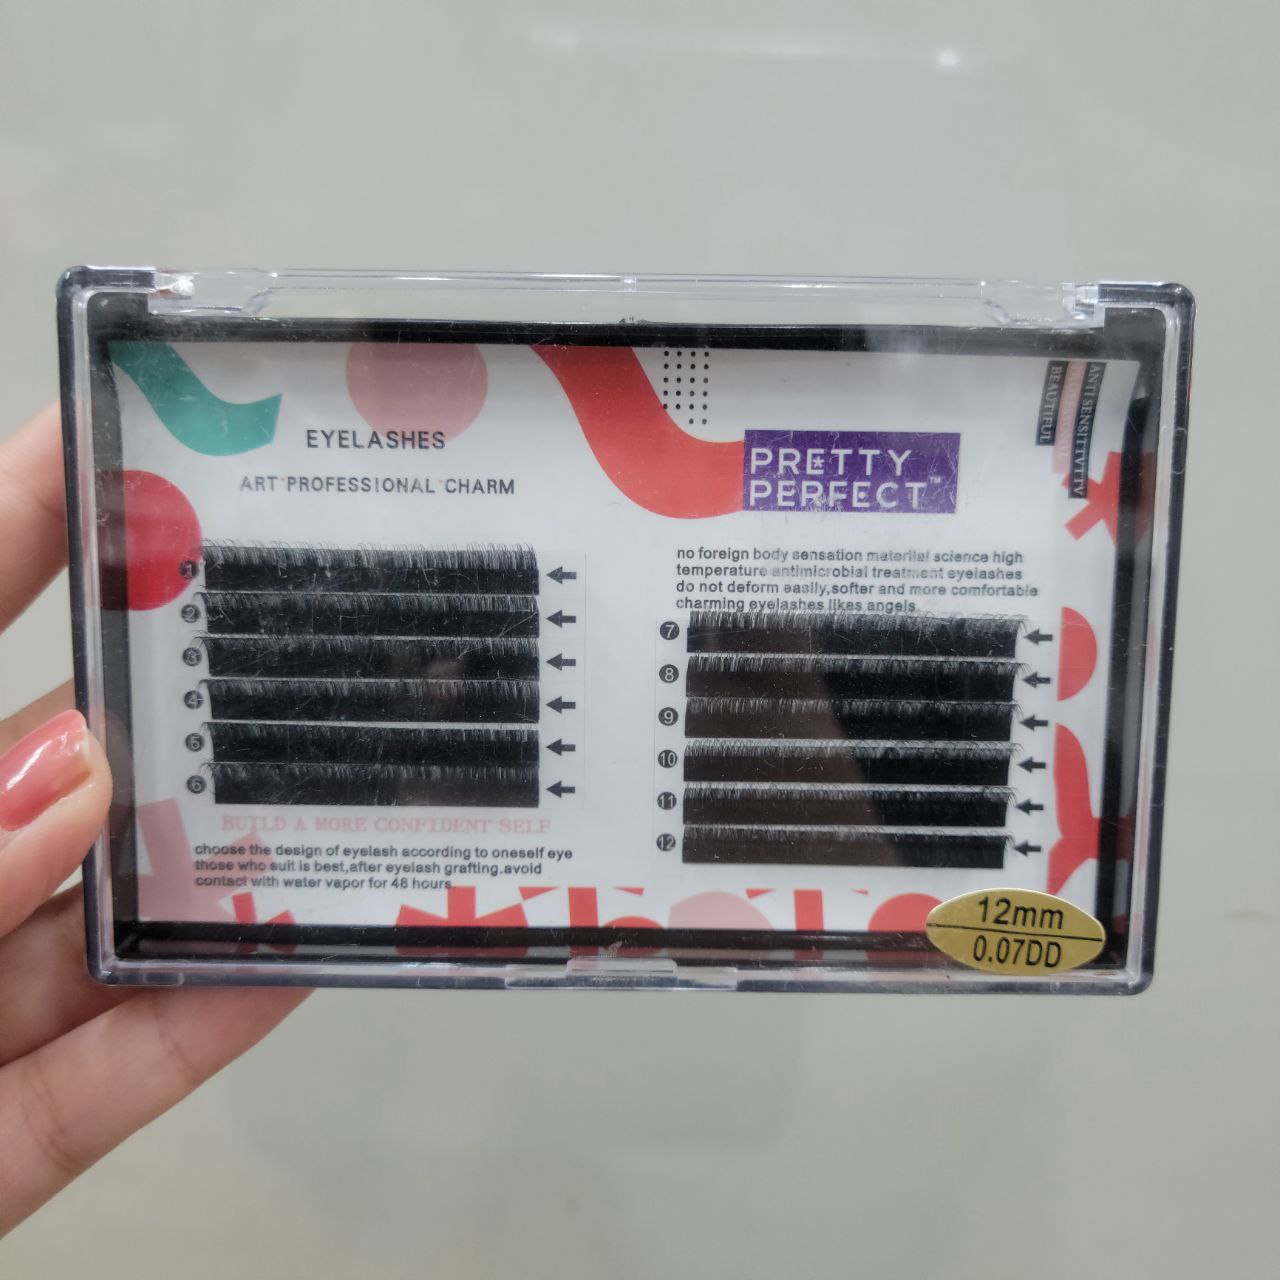 EYELASHES
ART PROFESSIONAL CHARM
PRETTY
PERFECT™
BEAUTIFUL
ANTI SENSITTVTTY
no foreign body sensation materilal science high
temperature antimicrobial treatment eyelashes
do not deform easily,softer and more comfortable
charming eyelashes likes angels
1
2
3
4
5
6
7
8
9
10
11
12
BUILD A MORE CONFIDENT SELF
choose the design of eyelash according to oneself eye
those who suit is best,after eyelash grafting.avoid
contact with water vapor for 48 hours.
12mm
0.07DD